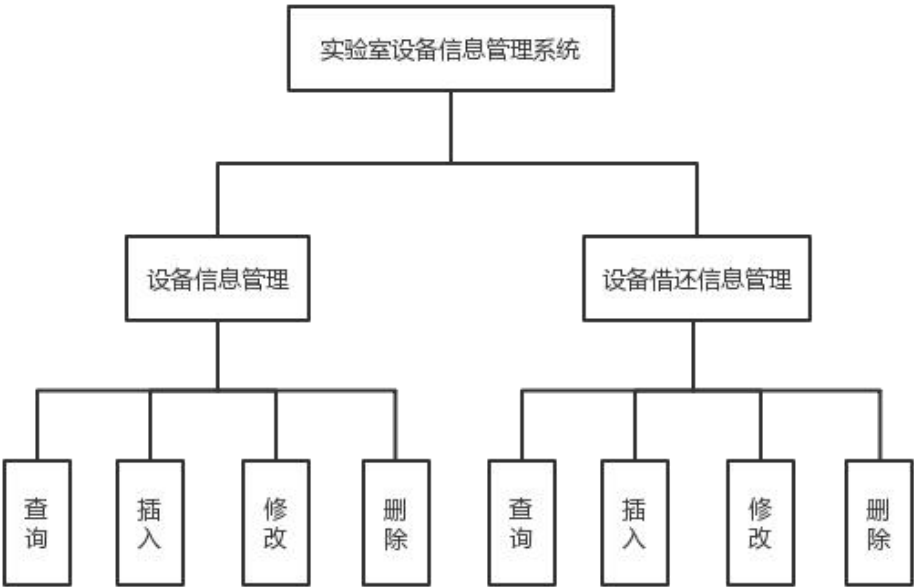 实验室设备信息管理系统
设备信息管理
设备借还信息管理
查询
插入
修改
删除
查询
插入
修改
删除